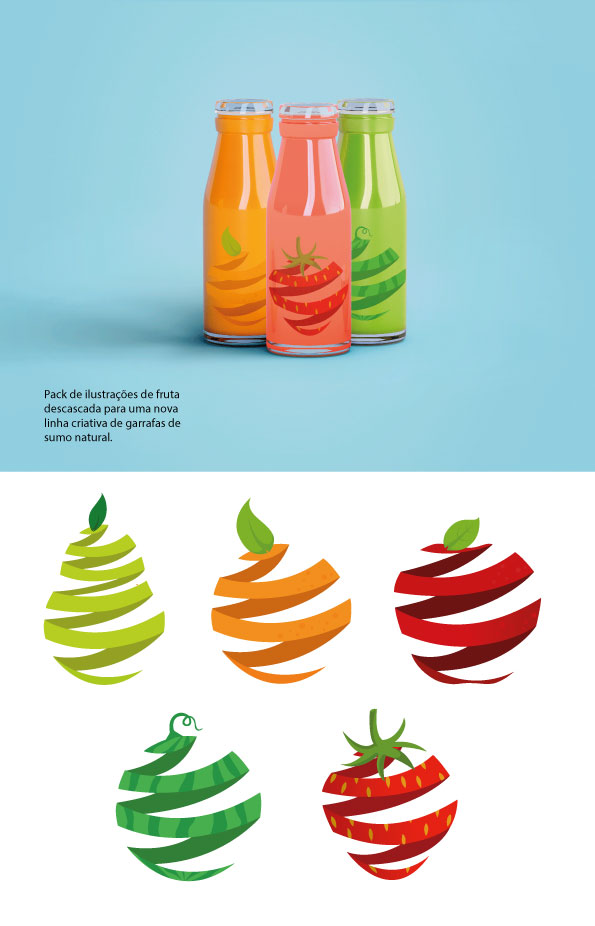 Pack de ilustrações de fruta
descascada para uma nova
linha criativa de garrafas de
sumo natural.